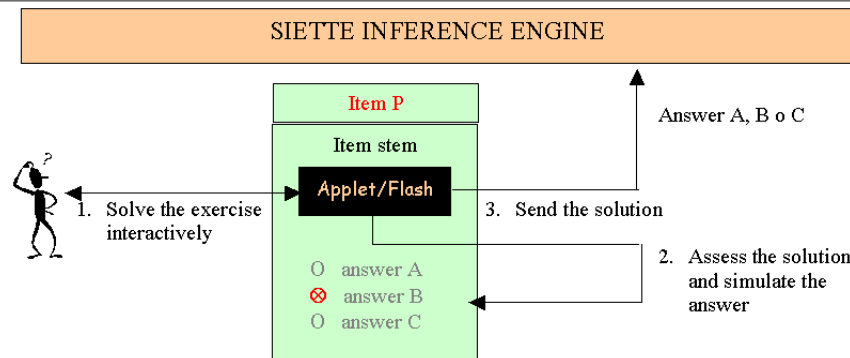 SIETTE INFERENCE ENGINE
Item P
Answer A, B o C
Item stem
?
Applet/Flash
1. Solve the exercise
interactively
3. Send the solution
2. Assess the solution
and simulate the
answer
O answer A
answer B
O answer C